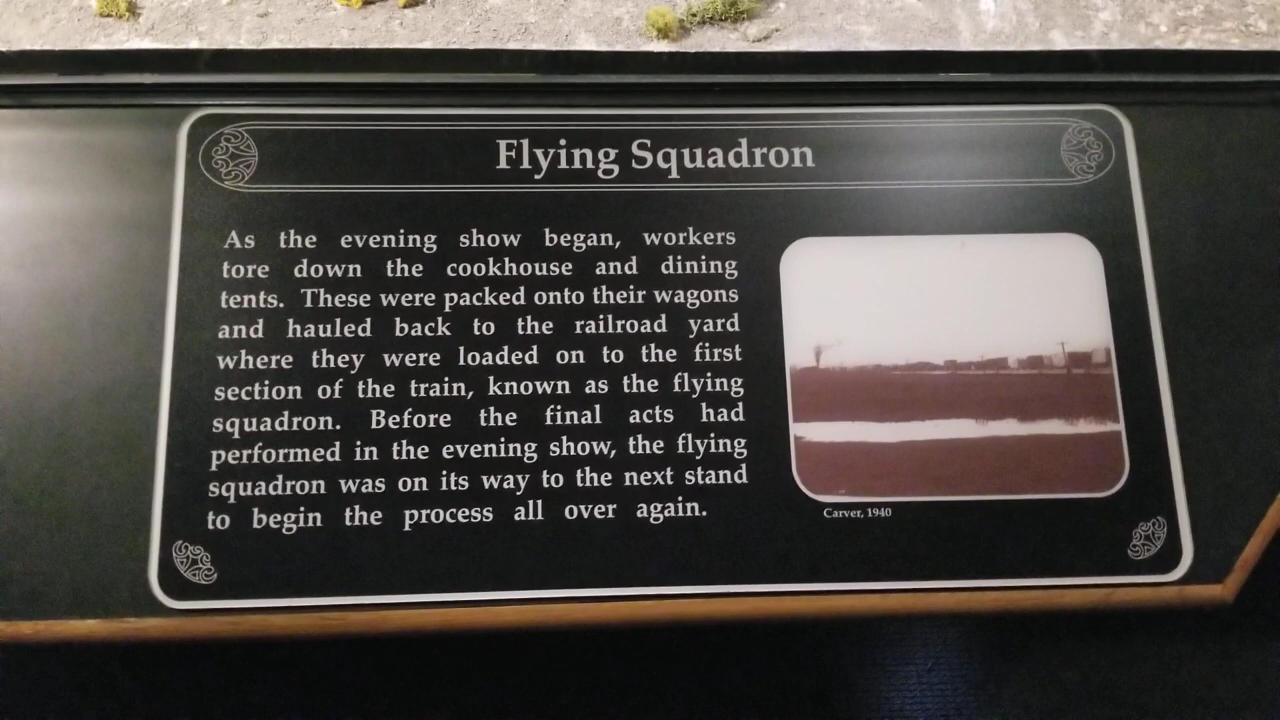 Flying Squadron
As the evening show began, workers
tore down the cookhouse and dining
tents. These were packed onto their wagons
and hauled back to the railroad yard
where they were loaded on to the first
section of the train, known as the flying
squadron. Before the final acts had
performed in the evening show, the flying
squadron was on its way to the next stand
to begin the process all over again.
Carver, 1940